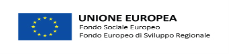 UNIONE EUROPEA
Fondo Sociale Europeo
Fondo Europeo di Sviluppo Regionale